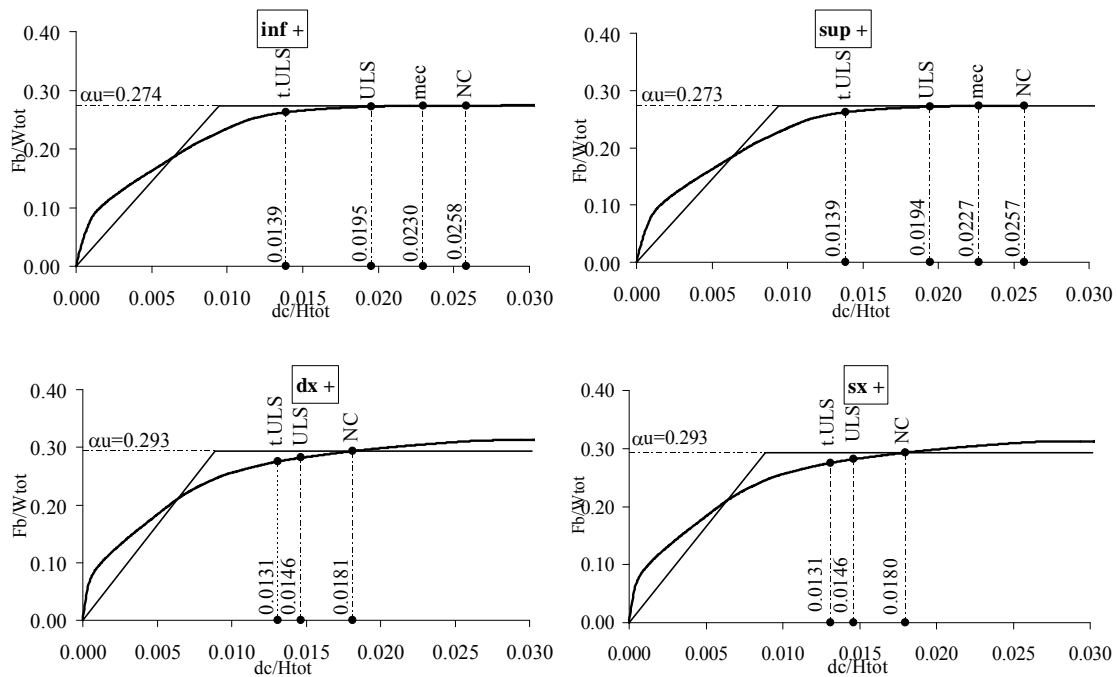 inf +
0.40
0.30
0.20
0.10
0.00
Fb/Wtot
αu=0.274
t.ULS
ULS
mec
NC
0.0139
0.0195
0.0230
0.0258
0.000 0.005 0.010 0.015 0.020 0.025 0.030
dc/Htot
sup +
0.40
0.30
0.20
0.10
0.00
Fb/Wtot
αu=0.273
t.ULS
ULS
mec
NC
0.0139
0.0194
0.0227
0.0257
0.000 0.005 0.010 0.015 0.020 0.025 0.030
dc/Htot
dx +
0.40
0.30
0.20
0.10
0.00
Fb/Wtot
αu=0.293
t.ULS
ULS
NC
0.0131
0.0146
0.0181
0.000 0.005 0.010 0.015 0.020 0.025 0.030
dc/Htot
sx +
0.40
0.30
0.20
0.10
0.00
Fb/Wtot
αu=0.293
t.ULS
ULS
NC
0.0131
0.0146
0.0180
0.000 0.005 0.010 0.015 0.020 0.025 0.030
dc/Htot